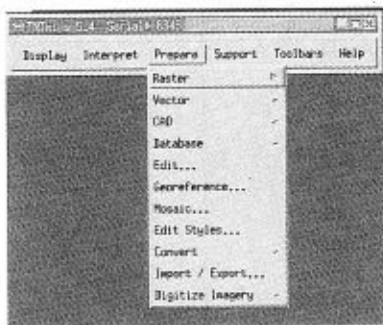 Display Interpret Prepare Support Toolbars Help
Raster
Vector
CAD
Database
Edit...
Georeference...
Mosaic...
Edit Styles...
Convert
Import / Export...
Digitize Imagery